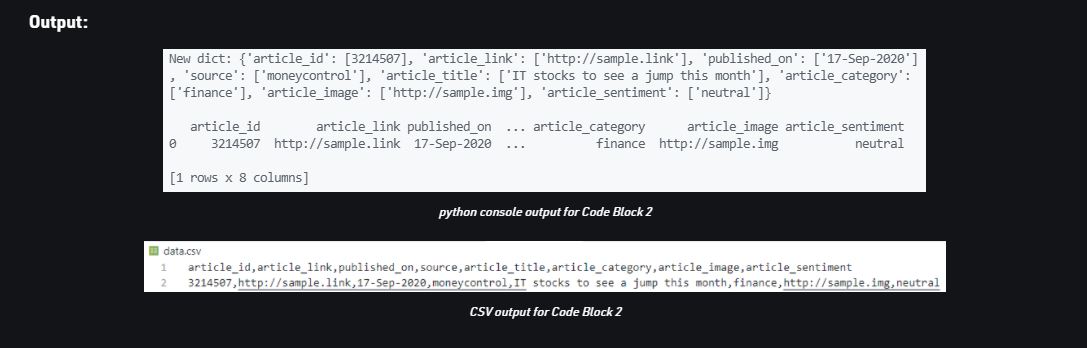 Output:
New dict: {'article_id': [3214507], 'article_link': ['http://sample.link'], 'published_on': ['17-Sep-2020']
, 'source': ['moneycontrol'], 'article_title': ['IT stocks to see a jump this month'], 'article_category':
['finance'], 'article_image': ['http://sample.img'], 'article_sentiment': ['neutral']}
article_id article_link published_on ... article_category article_image article_sentiment
0 3214507 http://sample.link 17-Sep-2020 ... finance http://sample.img neutral
[1 rows x 8 columns]
python console output for Code Block 2
data.csv
1 article_id,article_link,published_on,source,article_title,article_category,article_image,article_sentiment
2 3214507,http://sample.link,17-Sep-2020,moneycontrol,IT stocks to see a jump this month,finance,http://sample.img,neutral
CSV output for Code Block 2